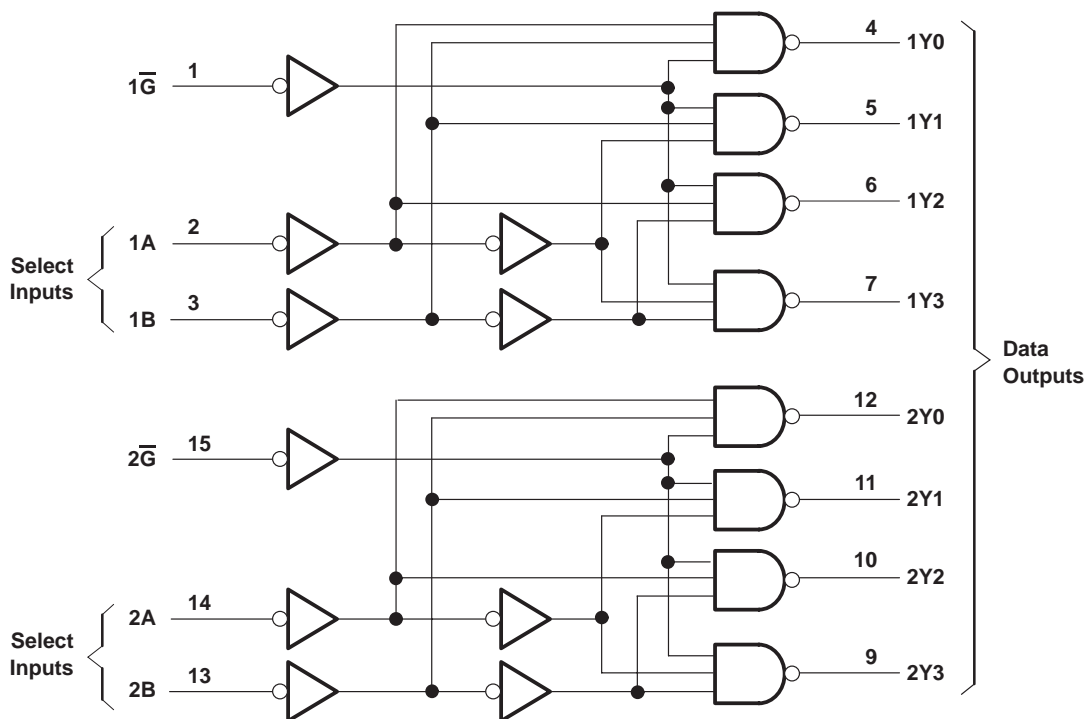 4
1Y0
1
1G̅
5
1Y1
6
1Y2
2
1A
Select
Inputs
3
1B
7
1Y3
Data
Outputs
12
2Y0
15
2G̅
11
2Y1
10
2Y2
14
2A
Select
Inputs
13
2B
9
2Y3